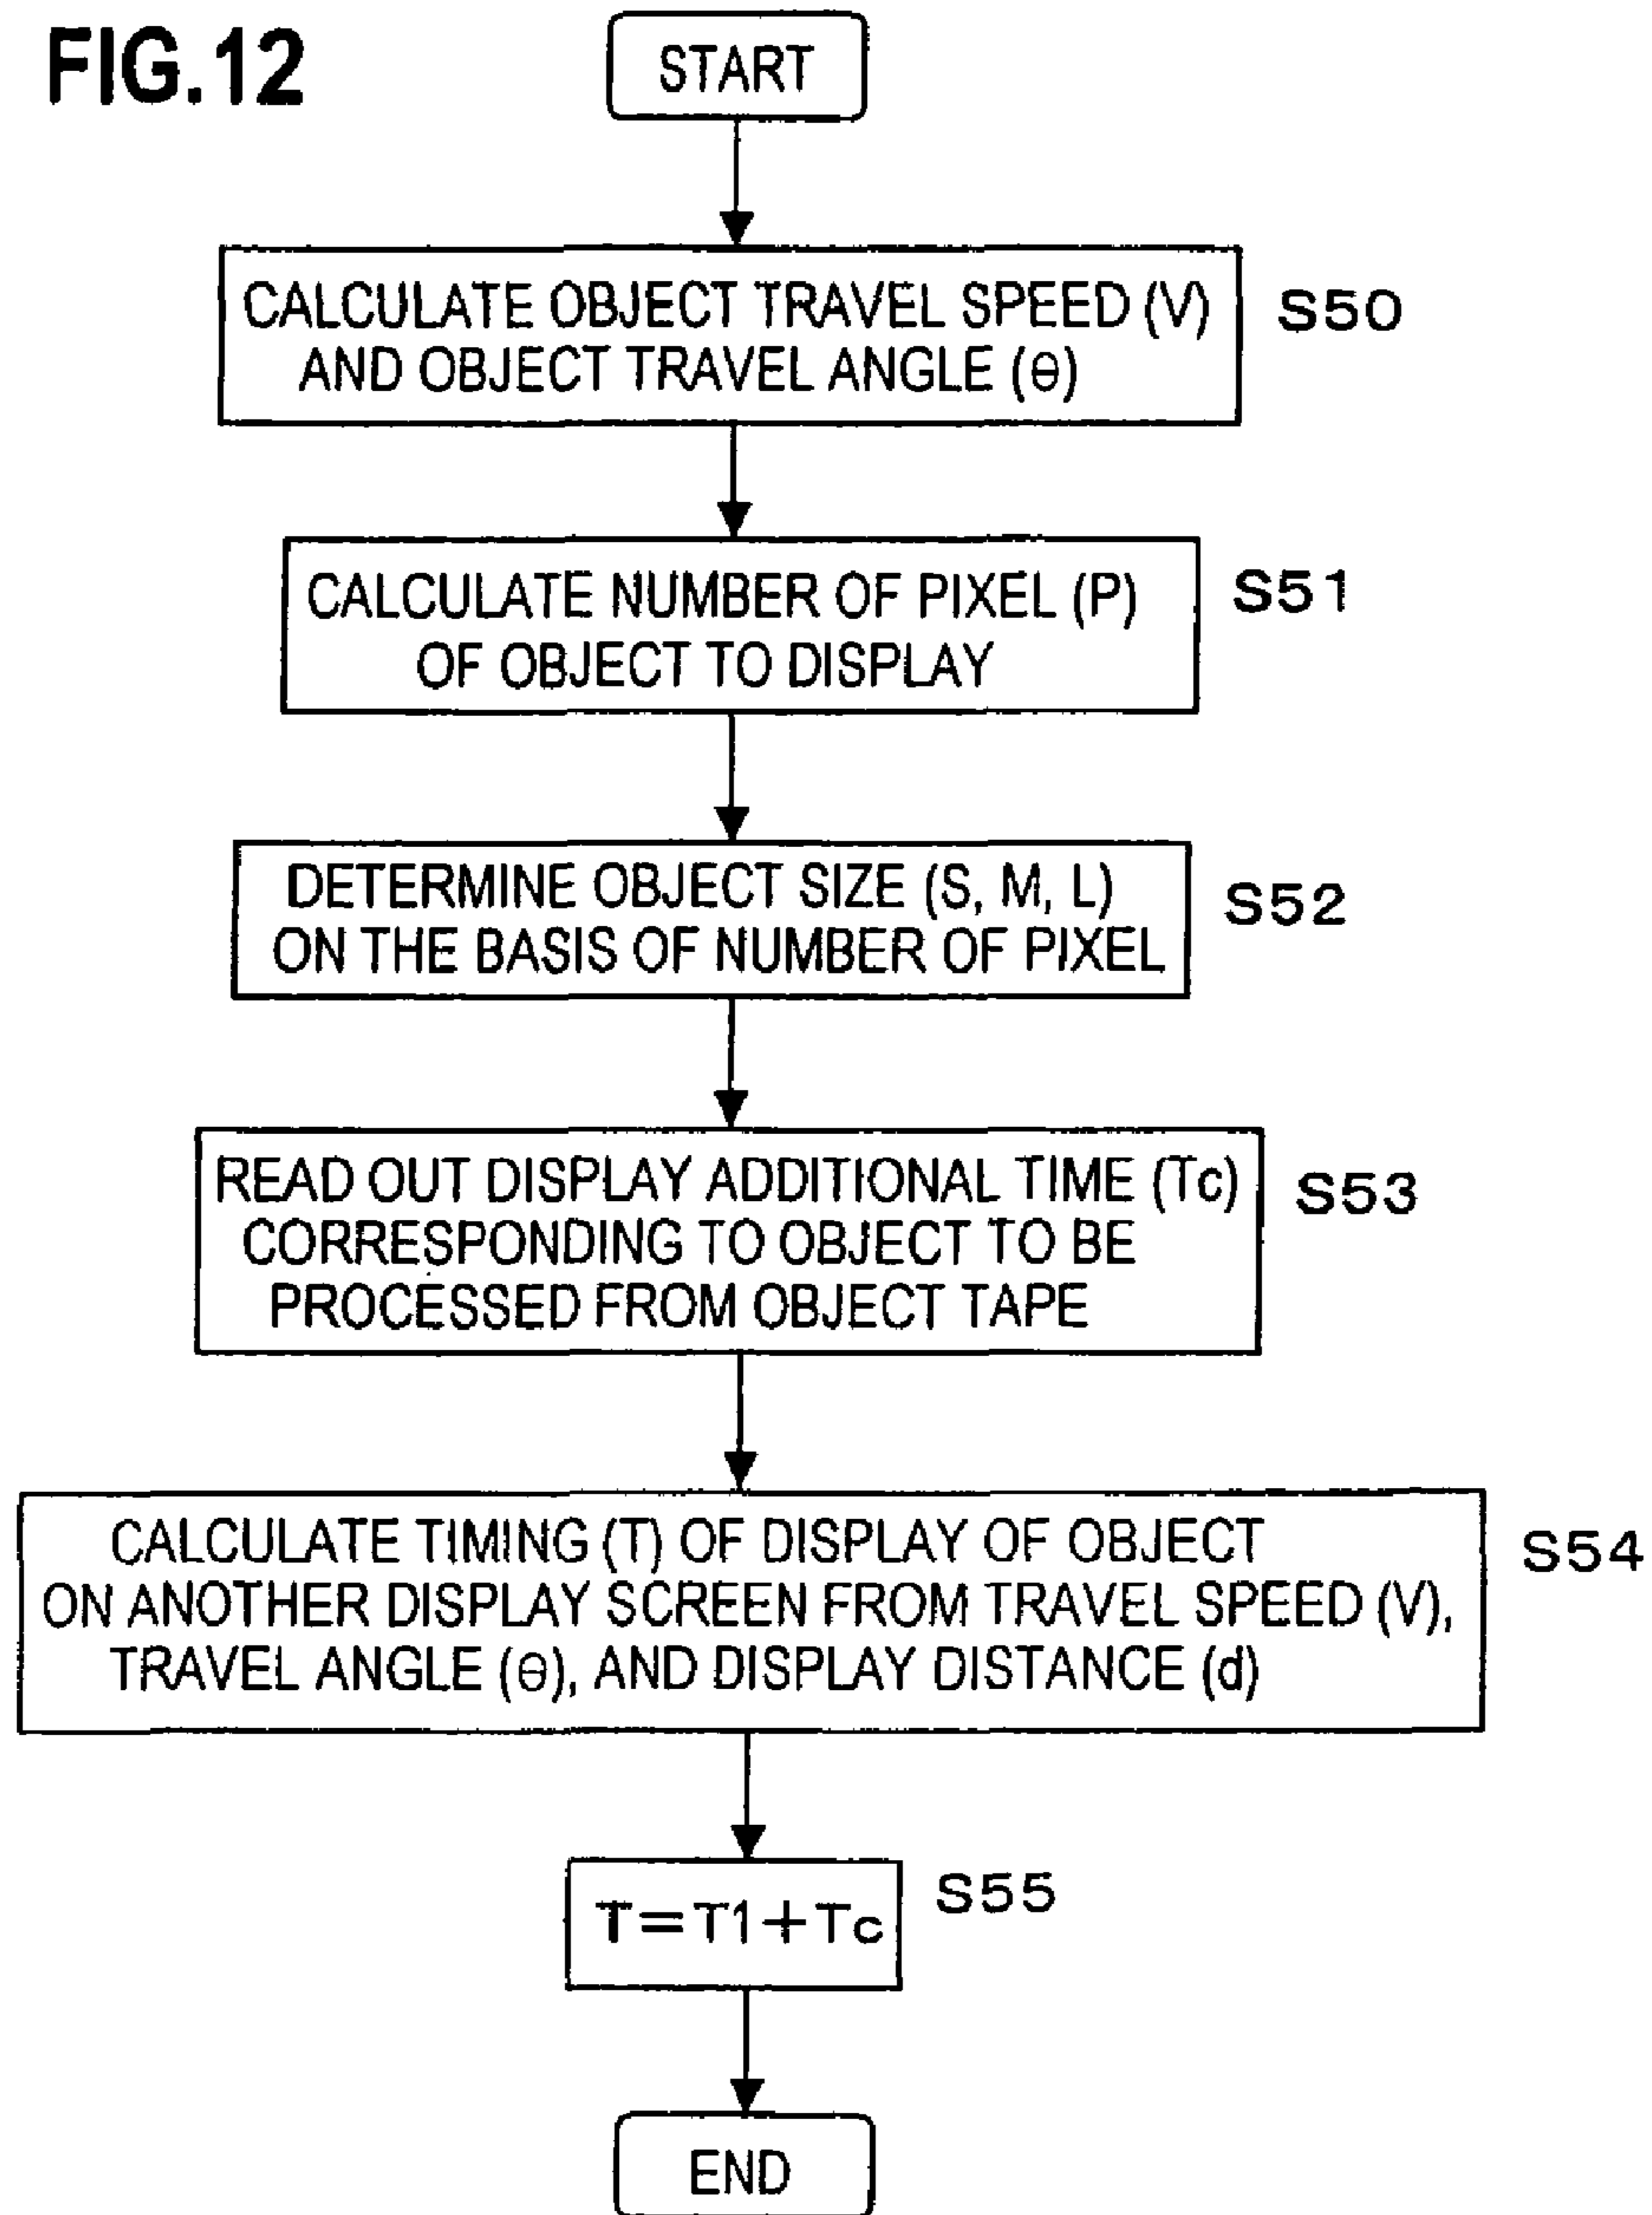 FIG.12
START
CALCULATE OBJECT TRAVEL SPEED (V)
AND OBJECT TRAVEL ANGLE (θ)
S50
CALCULATE NUMBER OF PIXEL (P)
OF OBJECT TO DISPLAY
S51
DETERMINE OBJECT SIZE (S, M, L)
ON THE BASIS OF NUMBER OF PIXEL
S52
READ OUT DISPLAY ADDITIONAL TIME (Tc)
CORRESPONDING TO OBJECT TO BE
PROCESSED FROM OBJECT TAPE
S53
CALCULATE TIMING (T) OF DISPLAY OF OBJECT
ON ANOTHER DISPLAY SCREEN FROM TRAVEL SPEED (V),
TRAVEL ANGLE (θ), AND DISPLAY DISTANCE (d)
S54
T=T1+Tc
S55
END